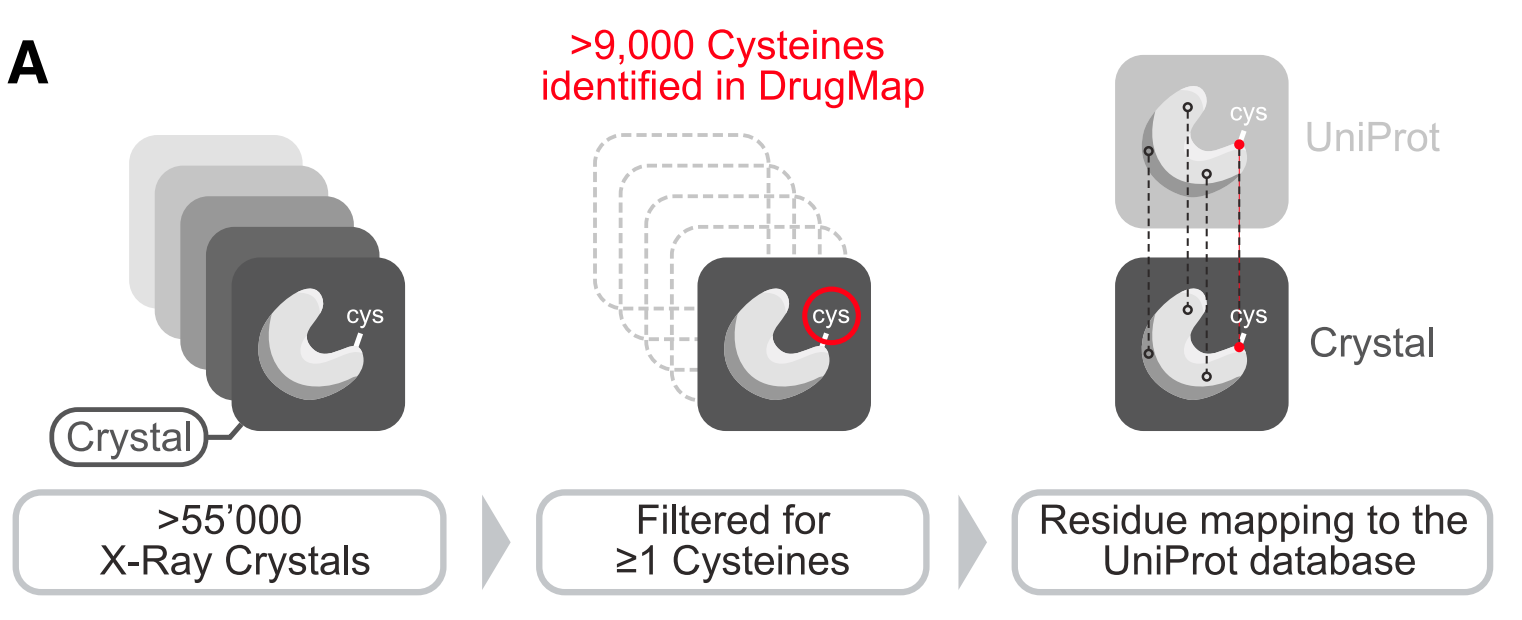 A
>9,000 Cysteines
identified in DrugMap
cys
UniProt
cys
cys
cys
Crystal
Crystal
>55’000
X-Ray Crystals
Filtered for
≥1 Cysteines
Residue mapping to the
UniProt database